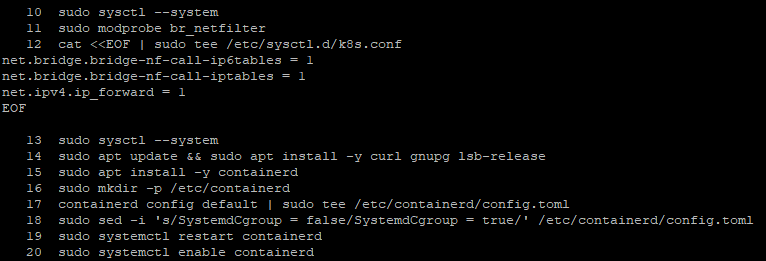 10 sudo sysctl --system
11 sudo modprobe br_netfilter
12 cat <<EOF | sudo tee /etc/sysctl.d/k8s.conf
net.bridge.bridge-nf-call-ip6tables = 1
net.bridge.bridge-nf-call-iptables = 1
net.ipv4.ip_forward = 1
EOF
13 sudo sysctl --system
14 sudo apt update && sudo apt install -y curl gnupg lsb-release
15 sudo apt install -y containerd
16 sudo mkdir -p /etc/containerd
17 containerd config default | sudo tee /etc/containerd/config.toml
18 sudo sed -i 's/SystemdCgroup = false/SystemdCgroup = true/' /etc/containerd/config.toml
19 sudo systemctl restart containerd
20 sudo systemctl enable containerd